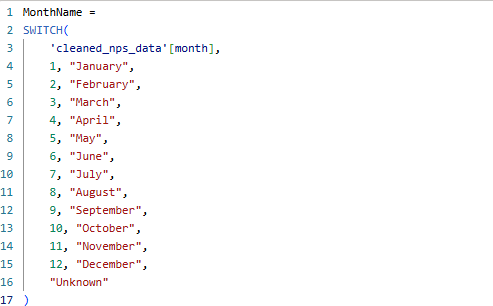 1 MonthName =
2 SWITCH(
3 'cleaned_nps_data'[month],
4 1, "January",
5 2, "February",
6 3, "March",
7 4, "April",
8 5, "May",
9 6, "June",
10 7, "July",
11 8, "August",
12 9, "September",
13 10, "October",
14 11, "November",
15 12, "December",
16 "Unknown"
17 )